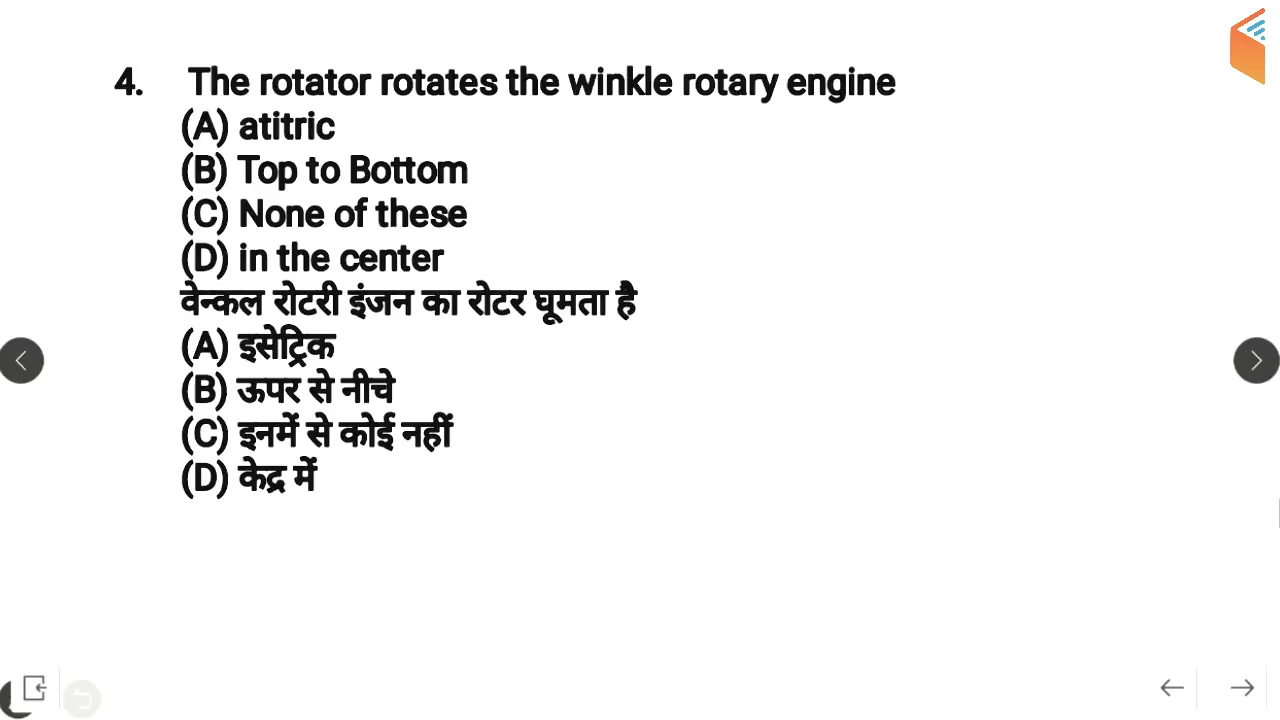 4. The rotator rotates the winkle rotary engine
(A) atitric
(B) Top to Bottom
(C) None of these
(D) in the center
वेन्कल रोटरी इंजन का रोटर घूमता है
(A) इसेट्रिक
(B) ऊपर से नीचे
(C) इनमें से कोई नहीं
(D) केद्र में